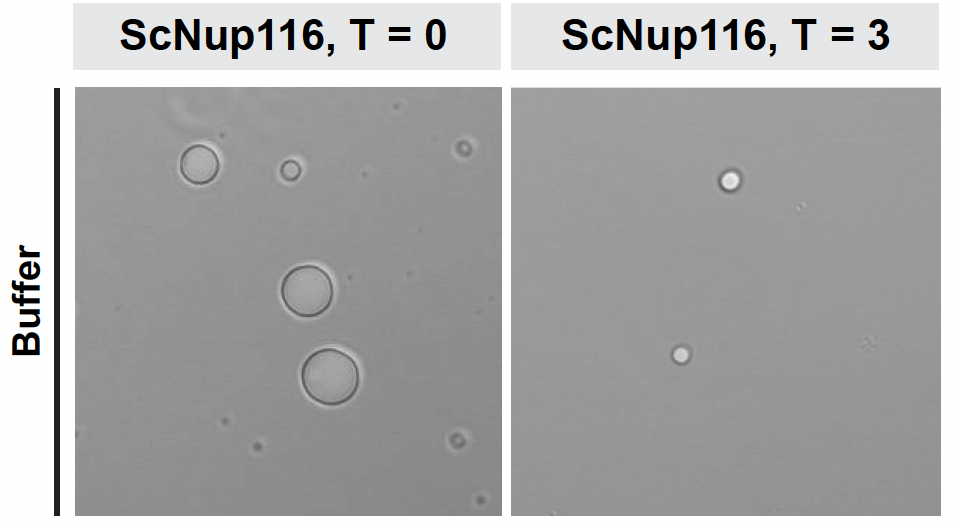 ScNup116, T = 0
ScNup116, T = 3
Buffer